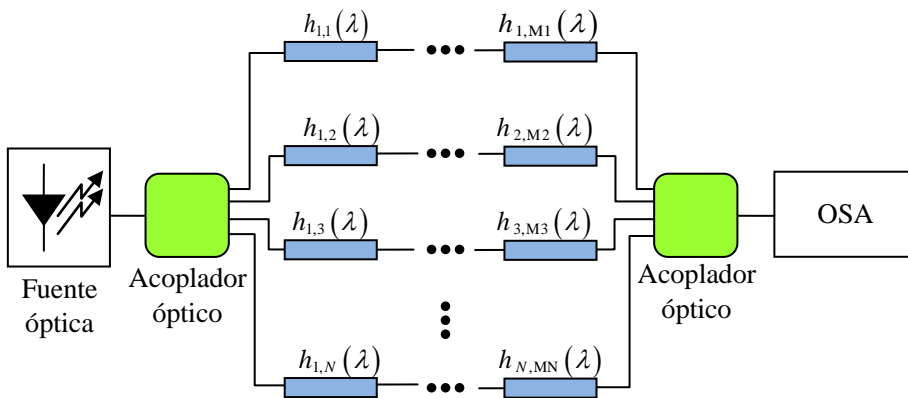 h1,1(λ)
h1,M1(λ)
h1,2(λ)
h2,M2(λ)
h1,3(λ)
h3,M3(λ)
h1,N(λ)
hN,MN(λ)
Fuente
óptica
Acoplador
óptico
Acoplador
óptico
OSA